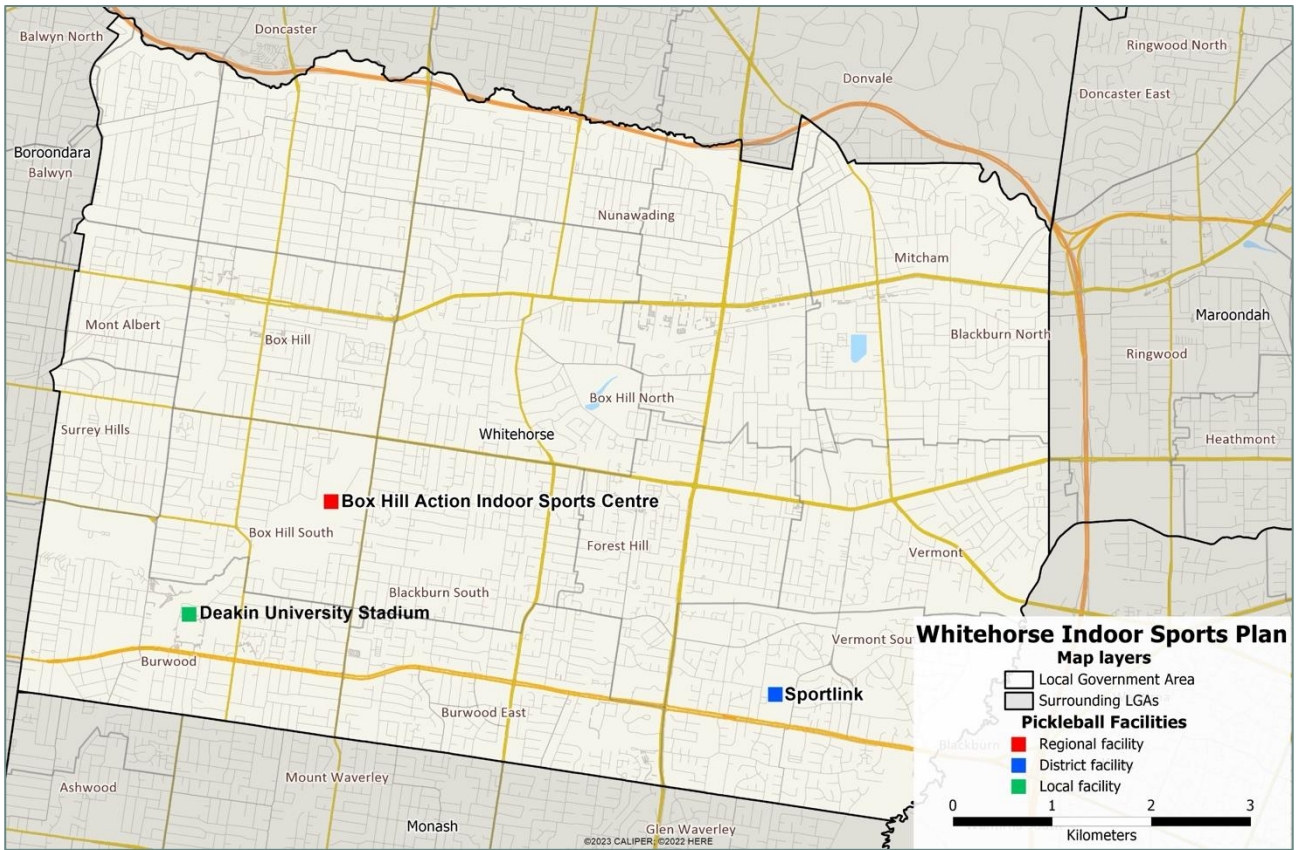 Balwyn North
Doncaster
Ringwood North
Donvale
Doncaster East
Boroondara
Balwyn
Nunawading
Mitcham
Mont Albert
Box Hill
Blackburn North
Maroondah
Ringwood
Box Hill North
Surrey Hills
Whitehorse
Heathmont
Box Hill Action Indoor Sports Centre
Box Hill South
Forest Hill
Vermont
Blackburn South
Deakin University Stadium
Burwood
Vermont Sou
Sportlink
Burwood East
Ashwood
Mount Waverley
Monash
Glen Waverley
©2023 CALIPER; ©2022 HERE
Whitehorse Indoor Sports Plan
Map layers
Local Government Area
Surrounding LGAs
Pickleball Facilities
Regional facility
Blackburn
District facility
Local facility
0 1 2 3
Kilometers